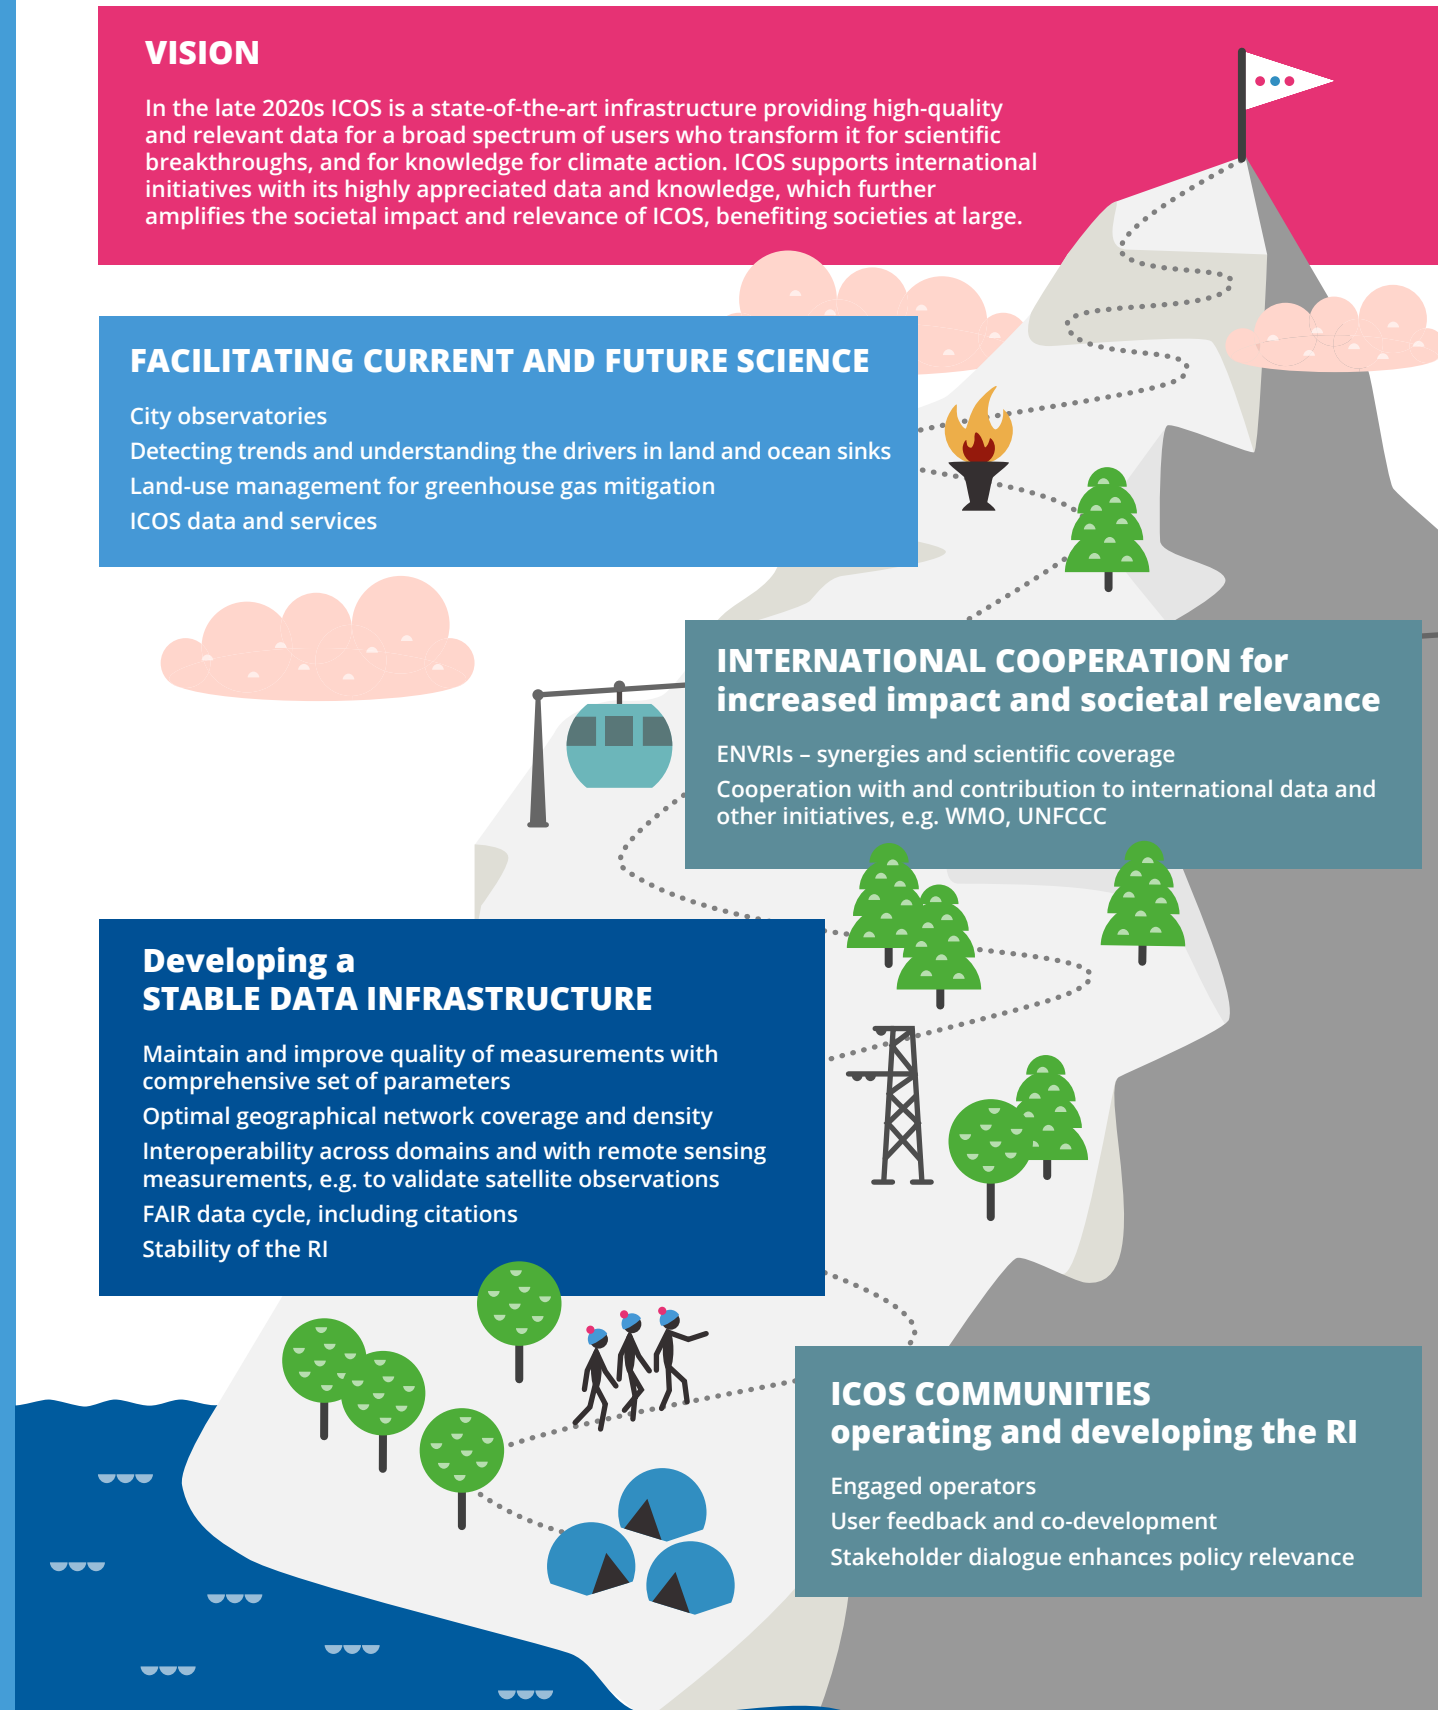 VISION
In the late 2020s ICOS is a state-of-the-art infrastructure providing high-quality
and relevant data for a broad spectrum of users who transform it for scientific
breakthroughs, and for knowledge for climate action. ICOS supports international
initiatives with its highly appreciated data and knowledge, which further
amplifies the societal impact and relevance of ICOS, benefiting societies at large.
FACILITATING CURRENT AND FUTURE SCIENCE
City observatories
Detecting trends and understanding the drivers in land and ocean sinks
Land-use management for greenhouse gas mitigation
ICOS data and services
INTERNATIONAL COOPERATION for
increased impact and societal relevance
ENVRIs – synergies and scientific coverage
Cooperation with and contribution to international data and
other initiatives, e.g. WMO, UNFCCC
Developing a
STABLE DATA INFRASTRUCTURE
Maintain and improve quality of measurements with
comprehensive set of parameters
Optimal geographical network coverage and density
Interoperability across domains and with remote sensing
measurements, e.g. to validate satellite observations
FAIR data cycle, including citations
Stability of the RI
ICOS COMMUNITIES
operating and developing the RI
Engaged operators
User feedback and co-development
Stakeholder dialogue enhances policy relevance